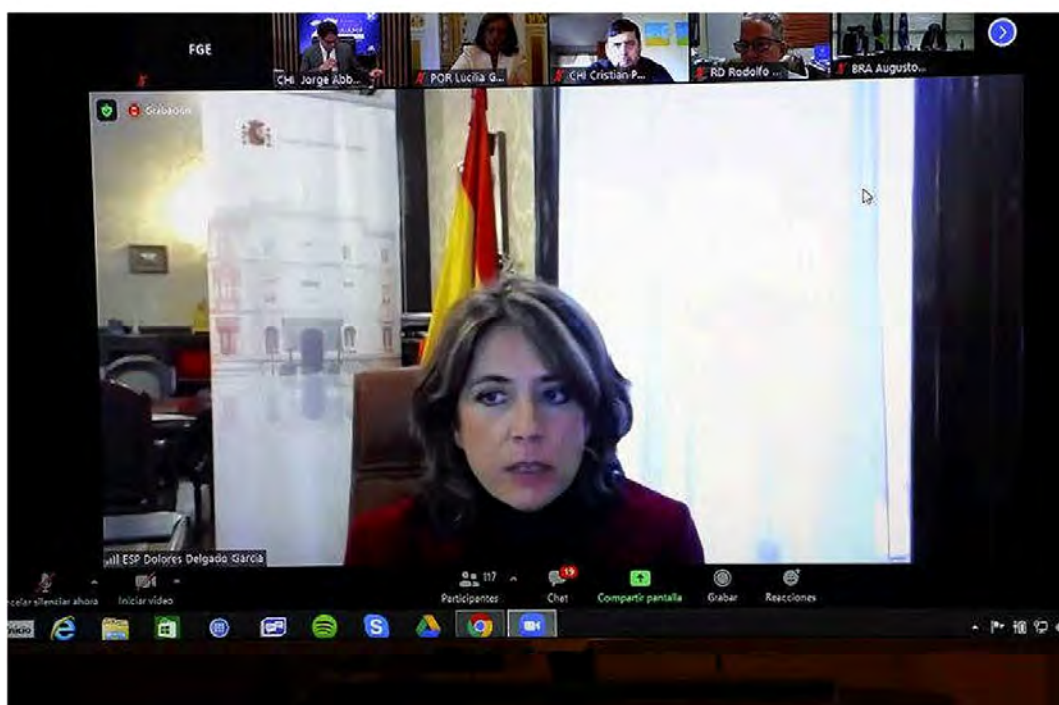 FGE
CHI Jorge Abb...
POR Lucília G...
CHI Cristian P...
RD Rodolfo ...
BRA Augusto...
Grabación
ESP Dolores Delgado García
celar silenciar ahora
Iniciar video
117
Participantes
19
Chat
Compartir pantalla
Grabar
Reacciones
Inicio